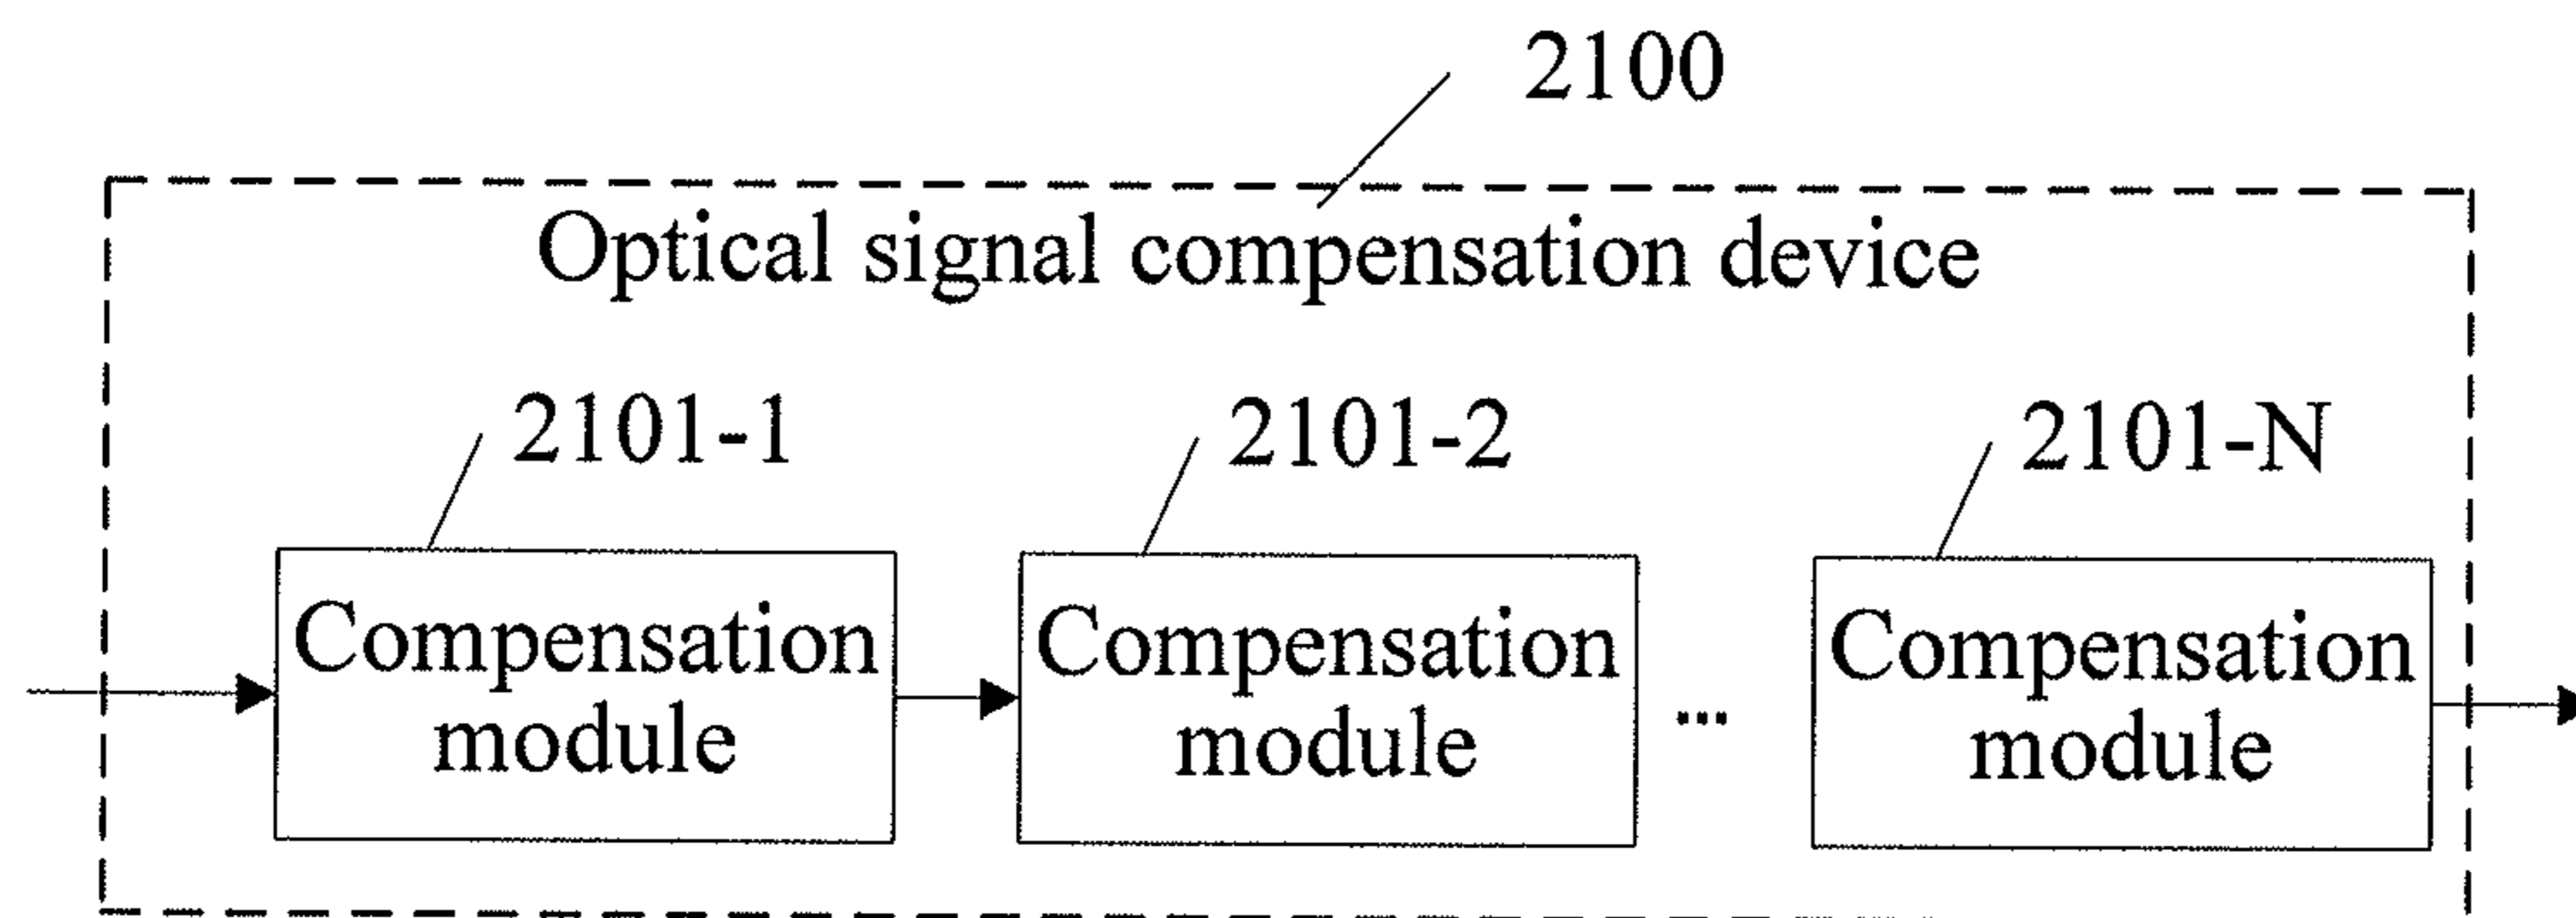 2100
Optical signal compensation device
2101-1
2101-2
2101-N
Compensation
module
Compensation
module
...
Compensation
module